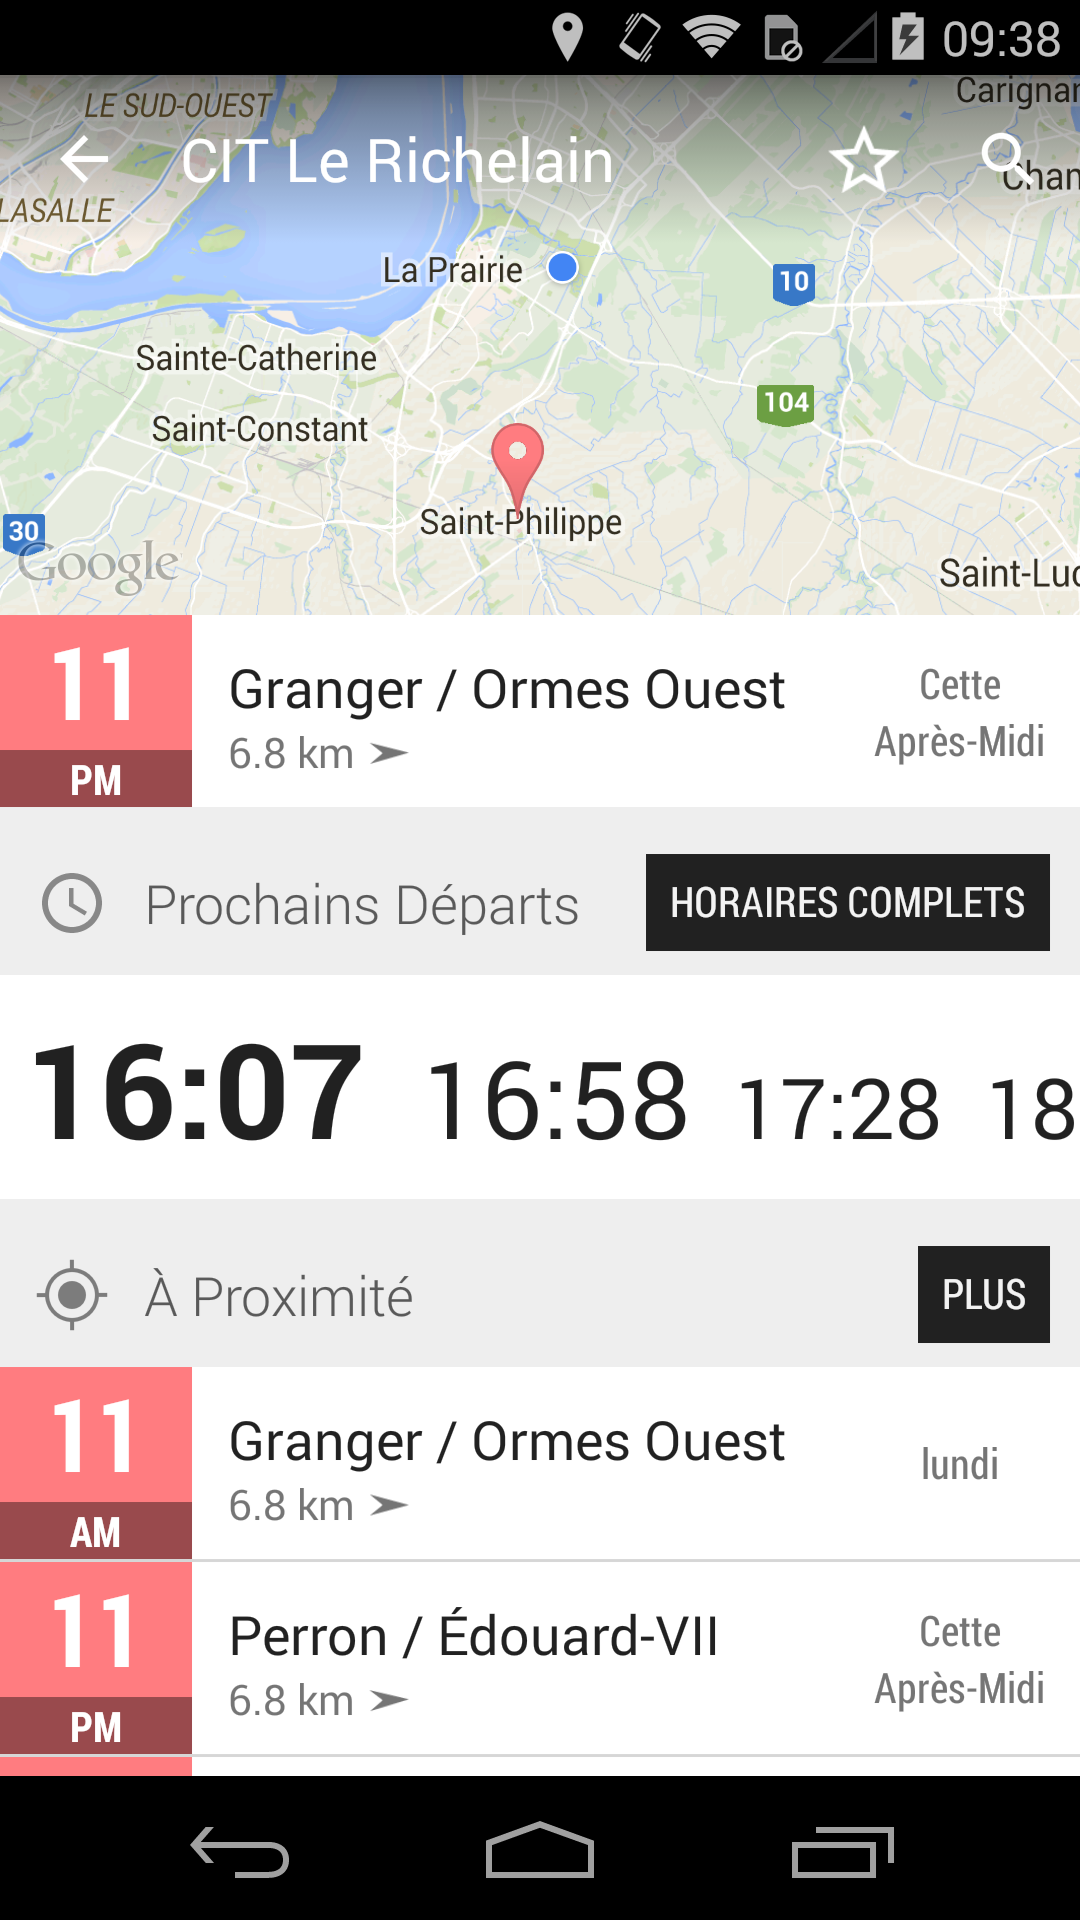 09:38
LE SUD-OUEST
Carignan
CIT Le Richelain
Cham
LASALLE
La Prairie
10
Sainte-Catherine
104
Saint-Constant
30
Saint-Philippe
Google
Saint-Luc
11
PM
Granger / Ormes Ouest
6.8 km
Cette
Après-Midi
Prochains Départs
HORAIRES COMPLETS
16:07 16:58 17:28 18
À Proximité
PLUS
11
AM
Granger / Ormes Ouest
6.8 km
lundi
11
PM
Perron / Édouard-VII
6.8 km
Cette
Après-Midi